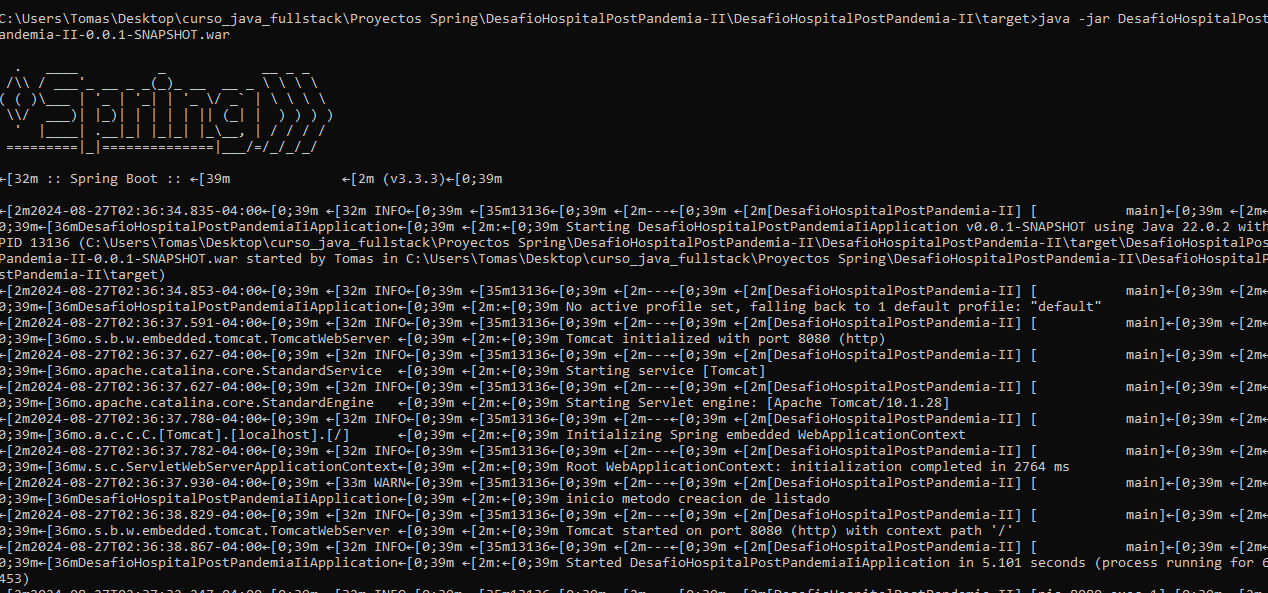 C:\Users\Tomas\Desktop\curso_java_fullstack\Proyectos Spring\DesafioHospitalPostPandemia-II\DesafioHospitalPostPandemia-II\target>java -jar DesafioHospitalPost
andemia-II-0.0.1-SNAPSHOT.war
  .   ____          _            __ _ _
 /\\ / ___'_ __ _ _(_)_ __  __ _ \ \ \ \
( ( )\___ | '_ | '_| | '_ \/ _` | \ \ \ \
 \\/  ___)| |_)| | | | | || (_| |  ) ) ) )
  '  |____| .__|_| |_|_| |_\__, | / / / /
 =========|_|==============|___/=/_/_/_/
←[32m :: Spring Boot :: ←[39m              ←[2m (v3.3.3)←[0;39m
←[2m2024-08-27T02:36:34.835-04:00←[0;39m ←[32m INFO←[0;39m ←[35m13136←[0;39m ←[2m---←[0;39m ←[2m[DesafioHospitalPostPandemia-II] [           main]←[0;39m ←[2m←
0;39m←[36mDesafioHospitalPostPandemiaIiApplication←[0;39m ←[2m:←[0;39m Starting DesafioHospitalPostPandemiaIiApplication v0.0.1-SNAPSHOT using Java 22.0.2 with
PID 13136 (C:\Users\Tomas\Desktop\curso_java_fullstack\Proyectos Spring\DesafioHospitalPostPandemia-II\DesafioHospitalPostPandemia-II\target\DesafioHospitalPos
Pandemia-II-0.0.1-SNAPSHOT.war started by Tomas in C:\Users\Tomas\Desktop\curso_java_fullstack\Proyectos Spring\DesafioHospitalPostPandemia-II\DesafioHospitalP
stPandemia-II\target)
←[2m2024-08-27T02:36:34.853-04:00←[0;39m ←[32m INFO←[0;39m ←[35m13136←[0;39m ←[2m---←[0;39m ←[2m[DesafioHospitalPostPandemia-II] [           main]←[0;39m ←[2m←
0;39m←[36mDesafioHospitalPostPandemiaIiApplication←[0;39m ←[2m:←[0;39m No active profile set, falling back to 1 default profile: "default"
←[2m2024-08-27T02:36:37.591-04:00←[0;39m ←[32m INFO←[0;39m ←[35m13136←[0;39m ←[2m---←[0;39m ←[2m[DesafioHospitalPostPandemia-II] [           main]←[0;39m ←[2m←
0;39m←[36mo.s.b.w.embedded.tomcat.TomcatWebServer ←[0;39m ←[2m:←[0;39m Tomcat initialized with port 8080 (http)
←[2m2024-08-27T02:36:37.627-04:00←[0;39m ←[32m INFO←[0;39m ←[35m13136←[0;39m ←[2m---←[0;39m ←[2m[DesafioHospitalPostPandemia-II] [           main]←[0;39m ←[2m←
0;39m←[36mo.apache.catalina.core.StandardService  ←[0;39m ←[2m:←[0;39m Starting service [Tomcat]
←[2m2024-08-27T02:36:37.627-04:00←[0;39m ←[32m INFO←[0;39m ←[35m13136←[0;39m ←[2m---←[0;39m ←[2m[DesafioHospitalPostPandemia-II] [           main]←[0;39m ←[2m←
0;39m←[36mo.apache.catalina.core.StandardEngine   ←[0;39m ←[2m:←[0;39m Starting Servlet engine: [Apache Tomcat/10.1.28]
←[2m2024-08-27T02:36:37.780-04:00←[0;39m ←[32m INFO←[0;39m ←[35m13136←[0;39m ←[2m---←[0;39m ←[2m[DesafioHospitalPostPandemia-II] [           main]←[0;39m ←[2m←
0;39m←[36mo.a.c.c.C.[Tomcat].[localhost].[/]      ←[0;39m ←[2m:←[0;39m Initializing Spring embedded WebApplicationContext
←[2m2024-08-27T02:36:37.782-04:00←[0;39m ←[32m INFO←[0;39m ←[35m13136←[0;39m ←[2m---←[0;39m ←[2m[DesafioHospitalPostPandemia-II] [           main]←[0;39m ←[2m←
0;39m←[36mw.s.c.ServletWebServerApplicationContext←[0;39m ←[2m:←[0;39m Root WebApplicationContext: initialization completed in 2764 ms
←[2m2024-08-27T02:36:37.930-04:00←[0;39m ←[33m WARN←[0;39m ←[35m13136←[0;39m ←[2m---←[0;39m ←[2m[DesafioHospitalPostPandemia-II] [           main]←[0;39m ←[2m←
0;39m←[36mDesafioHospitalPostPandemiaIiApplication←[0;39m ←[2m:←[0;39m inicio metodo creacion de listado
←[2m2024-08-27T02:36:38.829-04:00←[0;39m ←[32m INFO←[0;39m ←[35m13136←[0;39m ←[2m---←[0;39m ←[2m[DesafioHospitalPostPandemia-II] [           main]←[0;39m ←[2m←
0;39m←[36mo.s.b.w.embedded.tomcat.TomcatWebServer ←[0;39m ←[2m:←[0;39m Tomcat started on port 8080 (http) with context path '/'
←[2m2024-08-27T02:36:38.867-04:00←[0;39m ←[32m INFO←[0;39m ←[35m13136←[0;39m ←[2m---←[0;39m ←[2m[DesafioHospitalPostPandemia-II] [           main]←[0;39m ←[2m←
0;39m←[36mDesafioHospitalPostPandemiaIiApplication←[0;39m ←[2m:←[0;39m Started DesafioHospitalPostPandemiaIiApplication in 5.101 seconds (process running for 6
453)